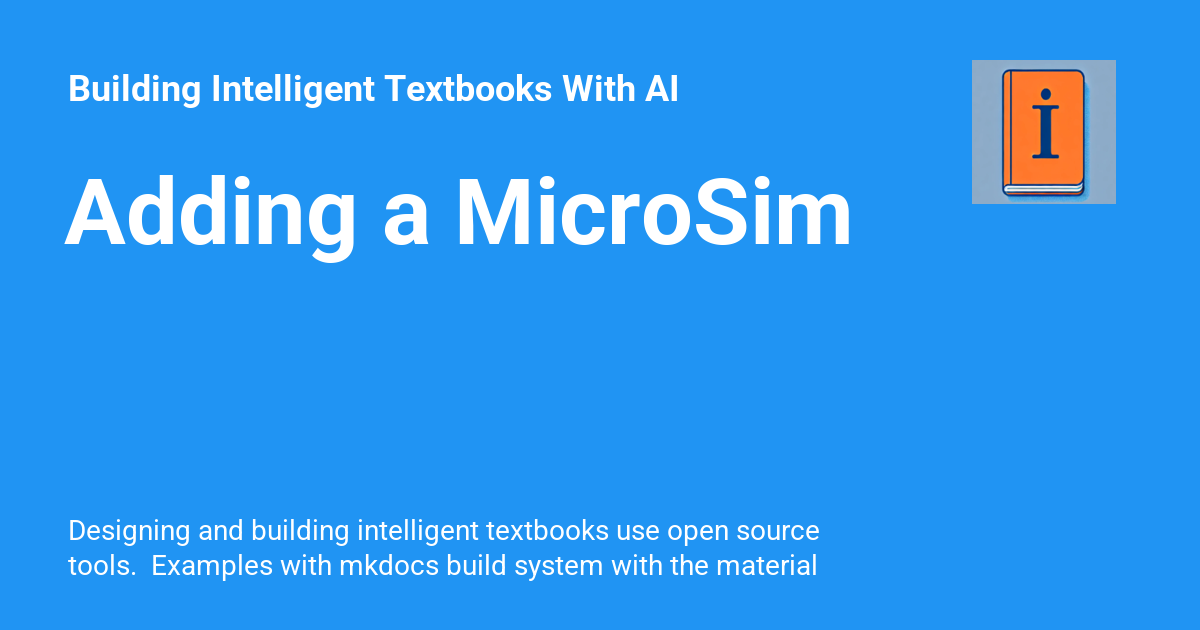 Building Intelligent Textbooks With AI
i
Adding a MicroSim
Designing and building intelligent textbooks use open source
tools.  Examples with mkdocs build system with the material